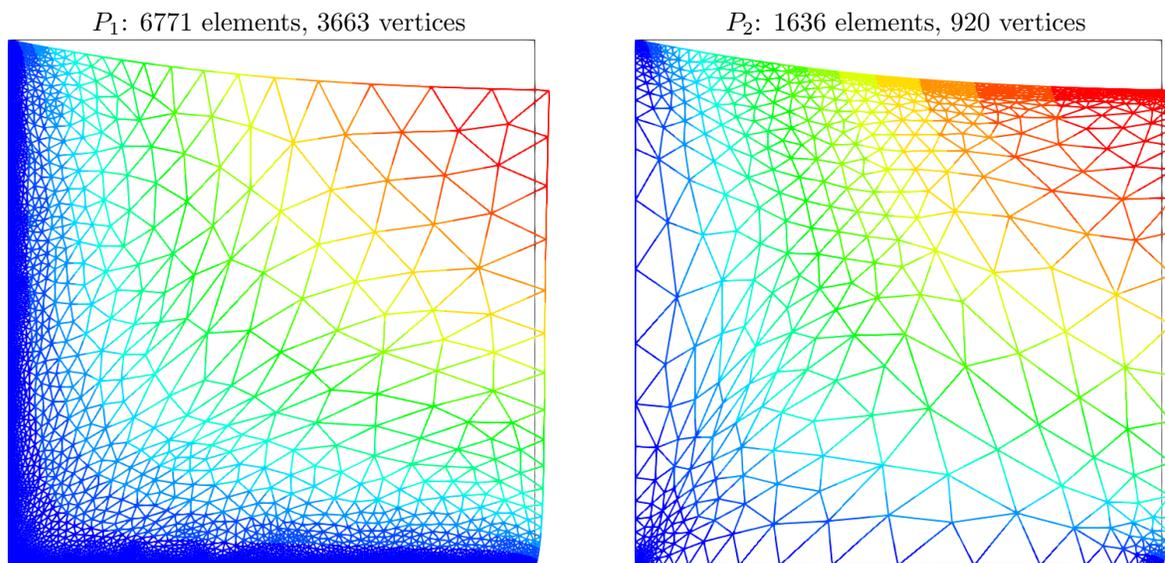 P₁: 6771 elements, 3663 vertices
P₂: 1636 elements, 920 vertices